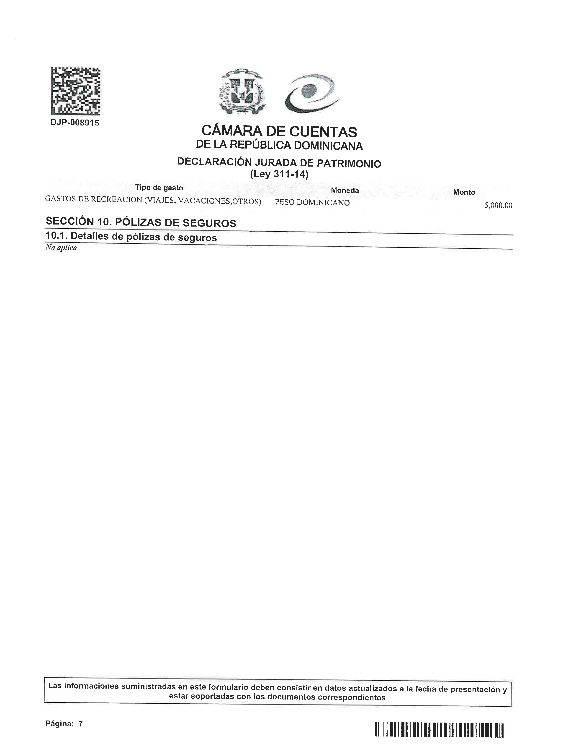 DJP-008915
CÁMARA DE CUENTAS
DE LA REPÚBLICA DOMINICANA
DECLARACIÓN JURADA DE PATRIMONIO
(Ley 311-14)
Tipo de gasto Moneda Monto
GASTOS DE RECREACION (VIAJES, VACACIONES,OTROS) PESO DOMINICANO 5,000.00
SECCIÓN 10. PÓLIZAS DE SEGUROS
10.1. Detalles de pólizas de seguros
No aplica
Las informaciones suministradas en este formulario deben consistir en datos actualizados a la fecha de presentación y
estar soportadas con los documentos correspondientes
Página: 7